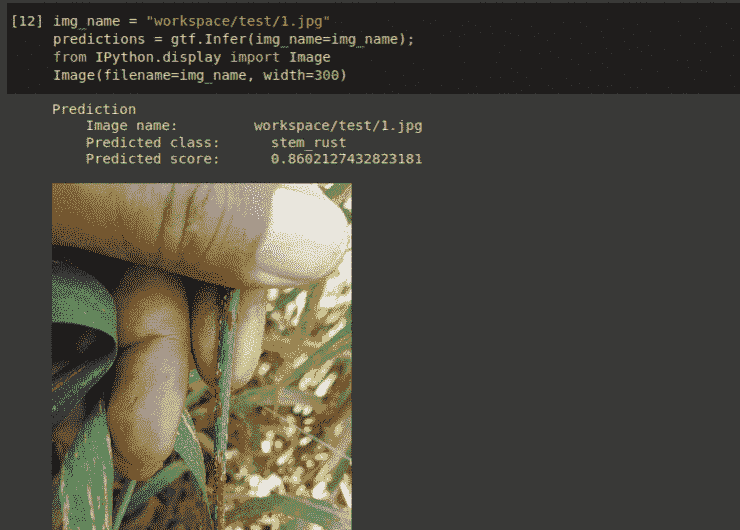 [12] img_name = "workspace/test/1.jpg"
predictions = gtf.Infer(img_name=img_name);
from IPython.display import Image
Image(filename=img_name, width=300)
Prediction
Image name: workspace/test/1.jpg
Predicted class: stem_rust
Predicted score: 0.8602127432823181